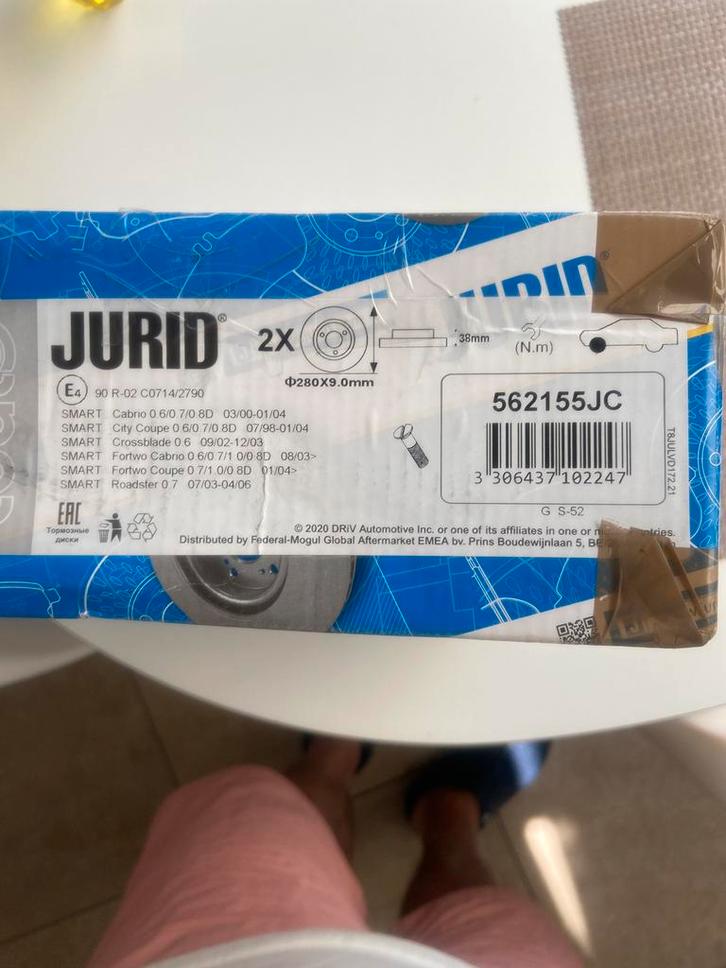 JURID®
JURID®
2X
38mm
(N.m)
Φ280X9.0mm
E4 90 R-02 C0714/2790
562155JC
SMART Cabrio 0.6/0.7/0.8D 03/00-01/04
SMART City Coupe 0.6/0.7/0.8D 07/98-01/04
SMART Crossblade 0.6 09/02-12/03
SMART Fortwo Cabrio 0.6/0.7/1.0/0.8D 08/03>
SMART Fortwo Coupe 0.7/1.0/0.8D 01/04>
SMART Roadster 0.7 07/03-04/06
3 306437 102247
T8JULVD172.21
G S-52
EAC
Тормозные
диски
© 2020 DRiV Automotive Inc. or one of its affiliates in one or
Distributed by Federal-Mogul Global Aftermarket EMEA bv. Prins Boudewijnlaan 5,